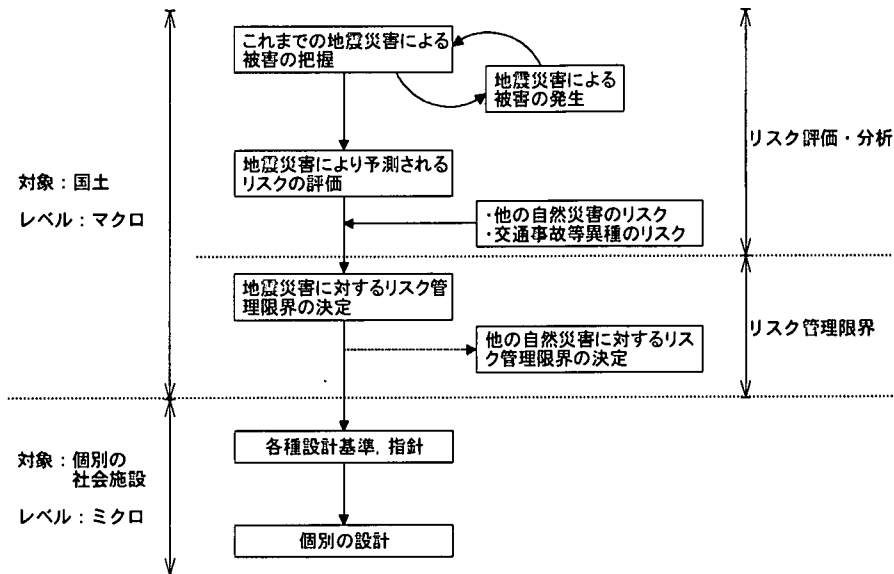 これまでの地震災害による
被害の把握
地震災害による
被害の発生
リスク評価・分析
地震災害により予測される
リスクの評価
対象：国土
レベル：マクロ
・他の自然災害のリスク
・交通事故等異種のリスク
地震災害に対するリスク管
理限界の決定
リスク管理限界
他の自然災害に対するリス
ク管理限界の決定
各種設計基準，指針
対象：個別の
社会施設
レベル：ミクロ
個別の設計